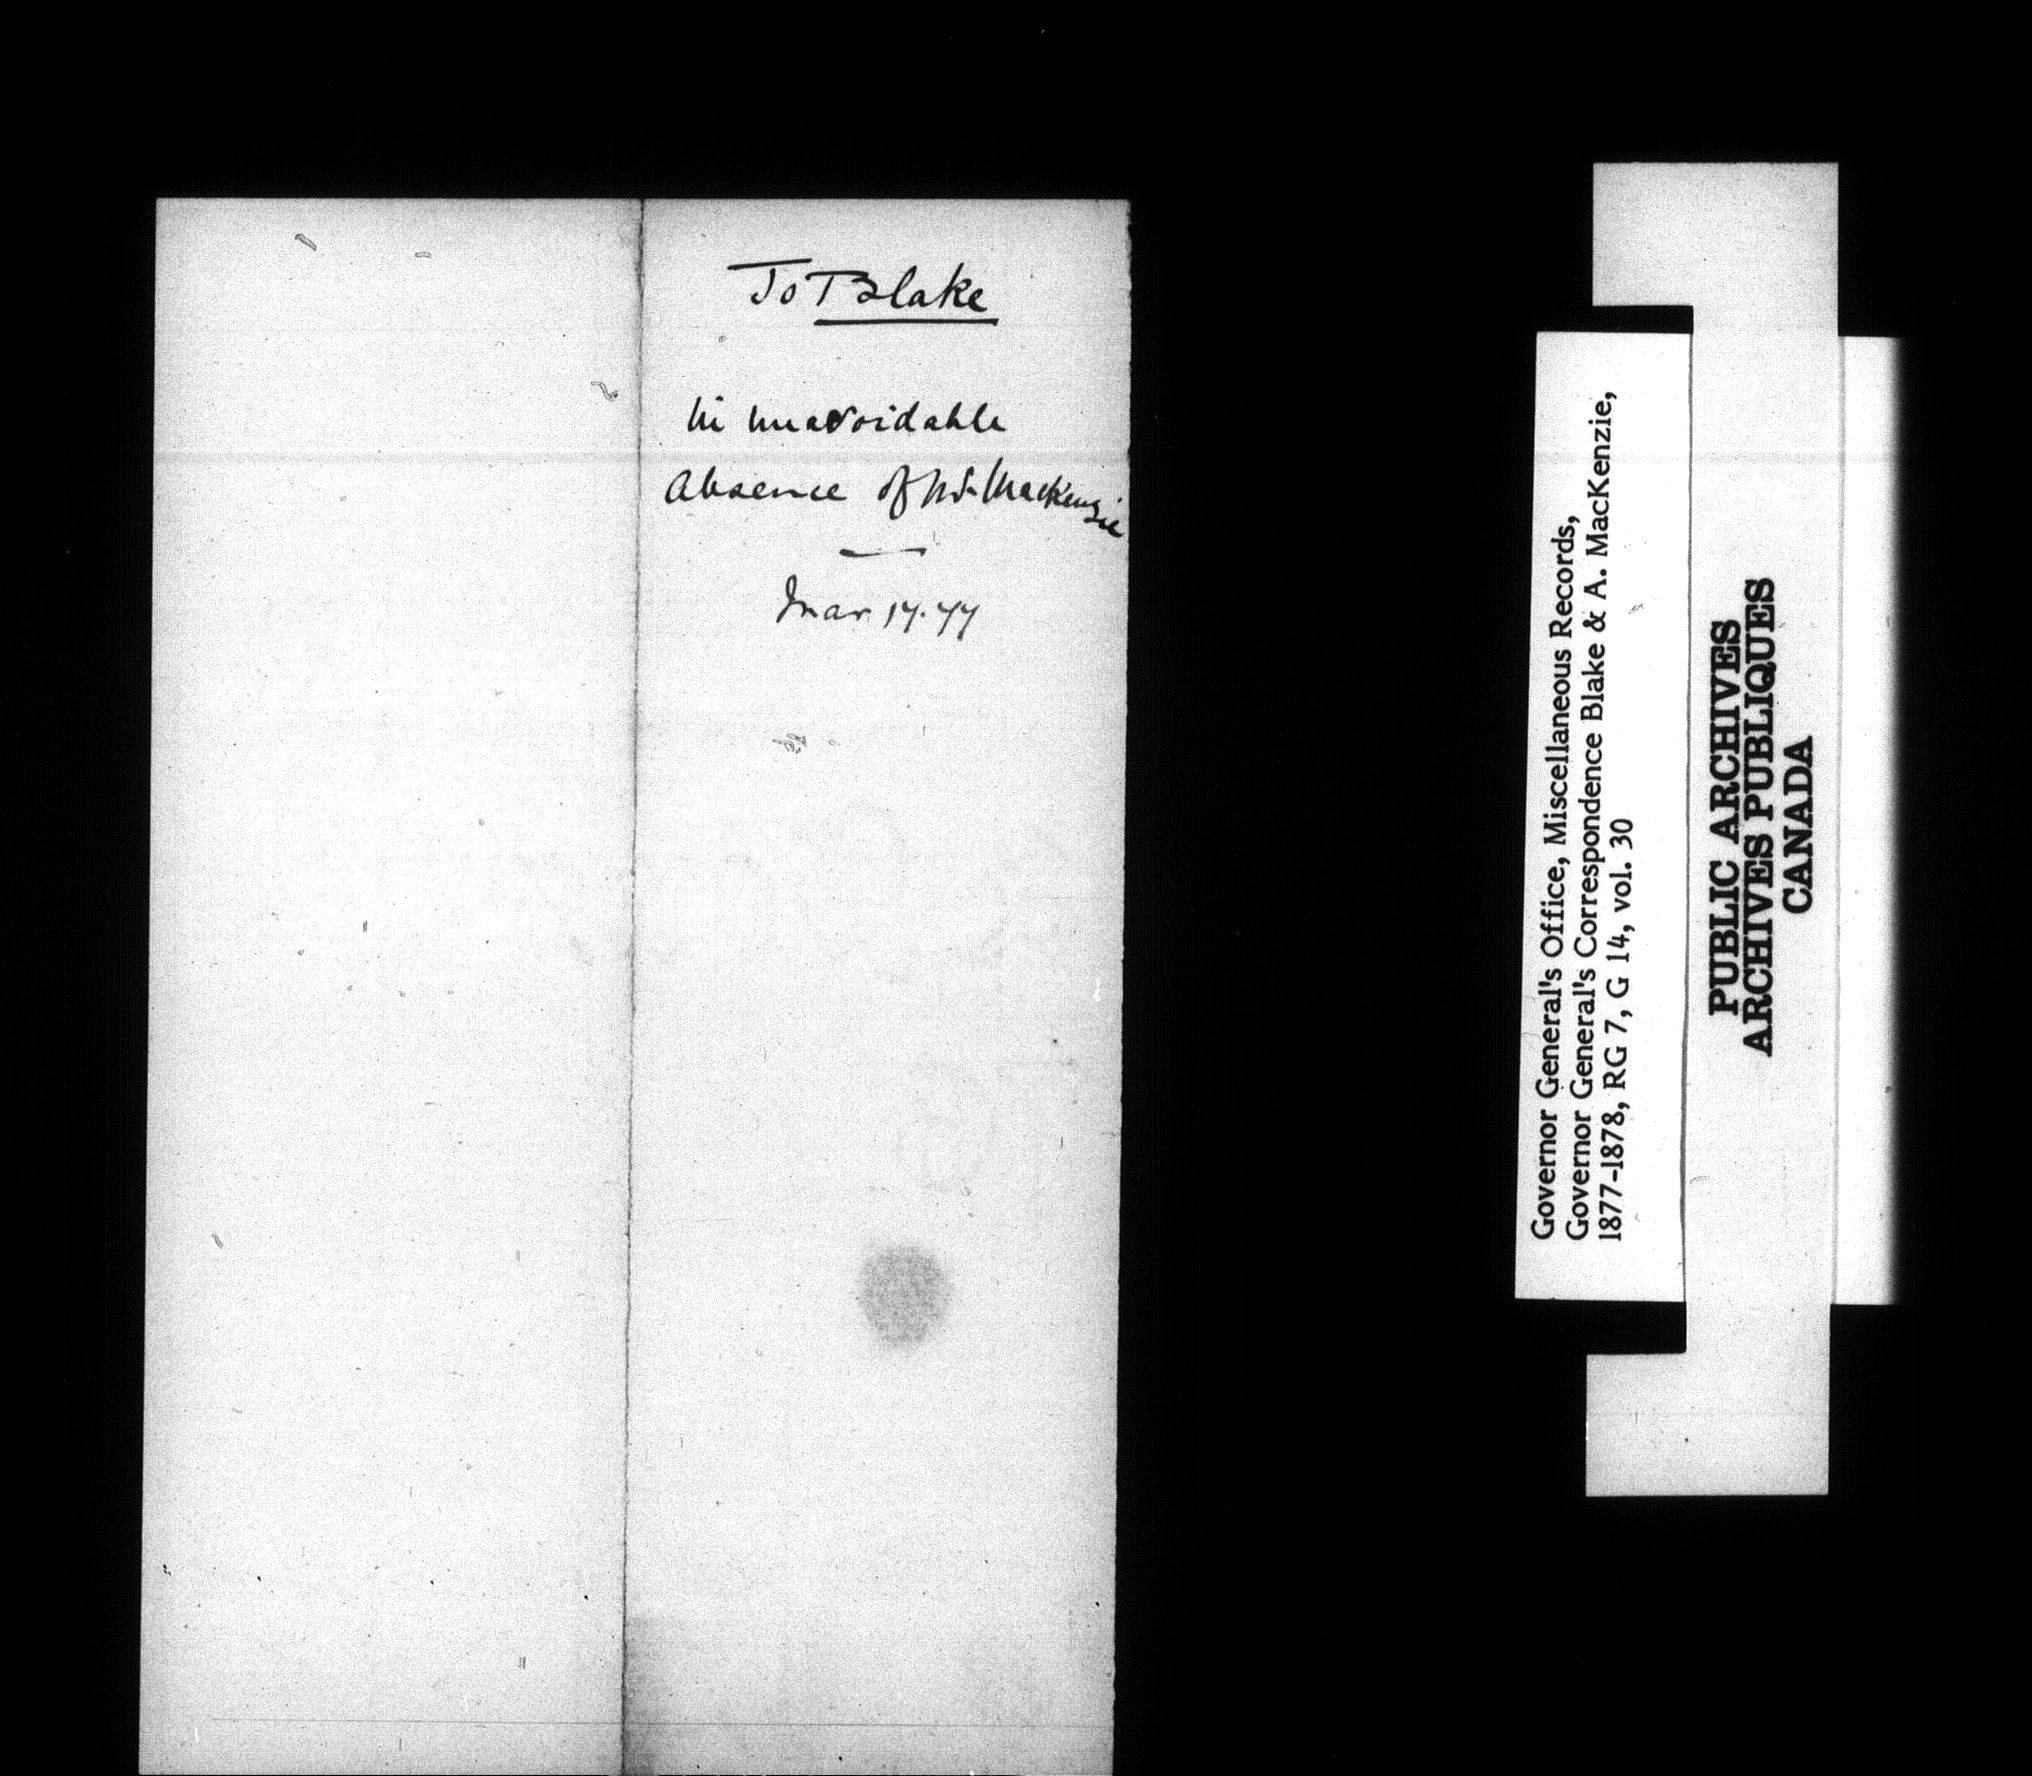 To Blake
in unavoidable
Absence of Mr. MacKenzie
Mar 17. 77
Governor General's Office, Miscellaneous Records,
Governor General's Correspondence Blake & A. MacKenzie,
1877-1878, RG 7, G 14, vol. 30
PUBLIC ARCHIVES
ARCHIVES PUBLIQUES
CANADA